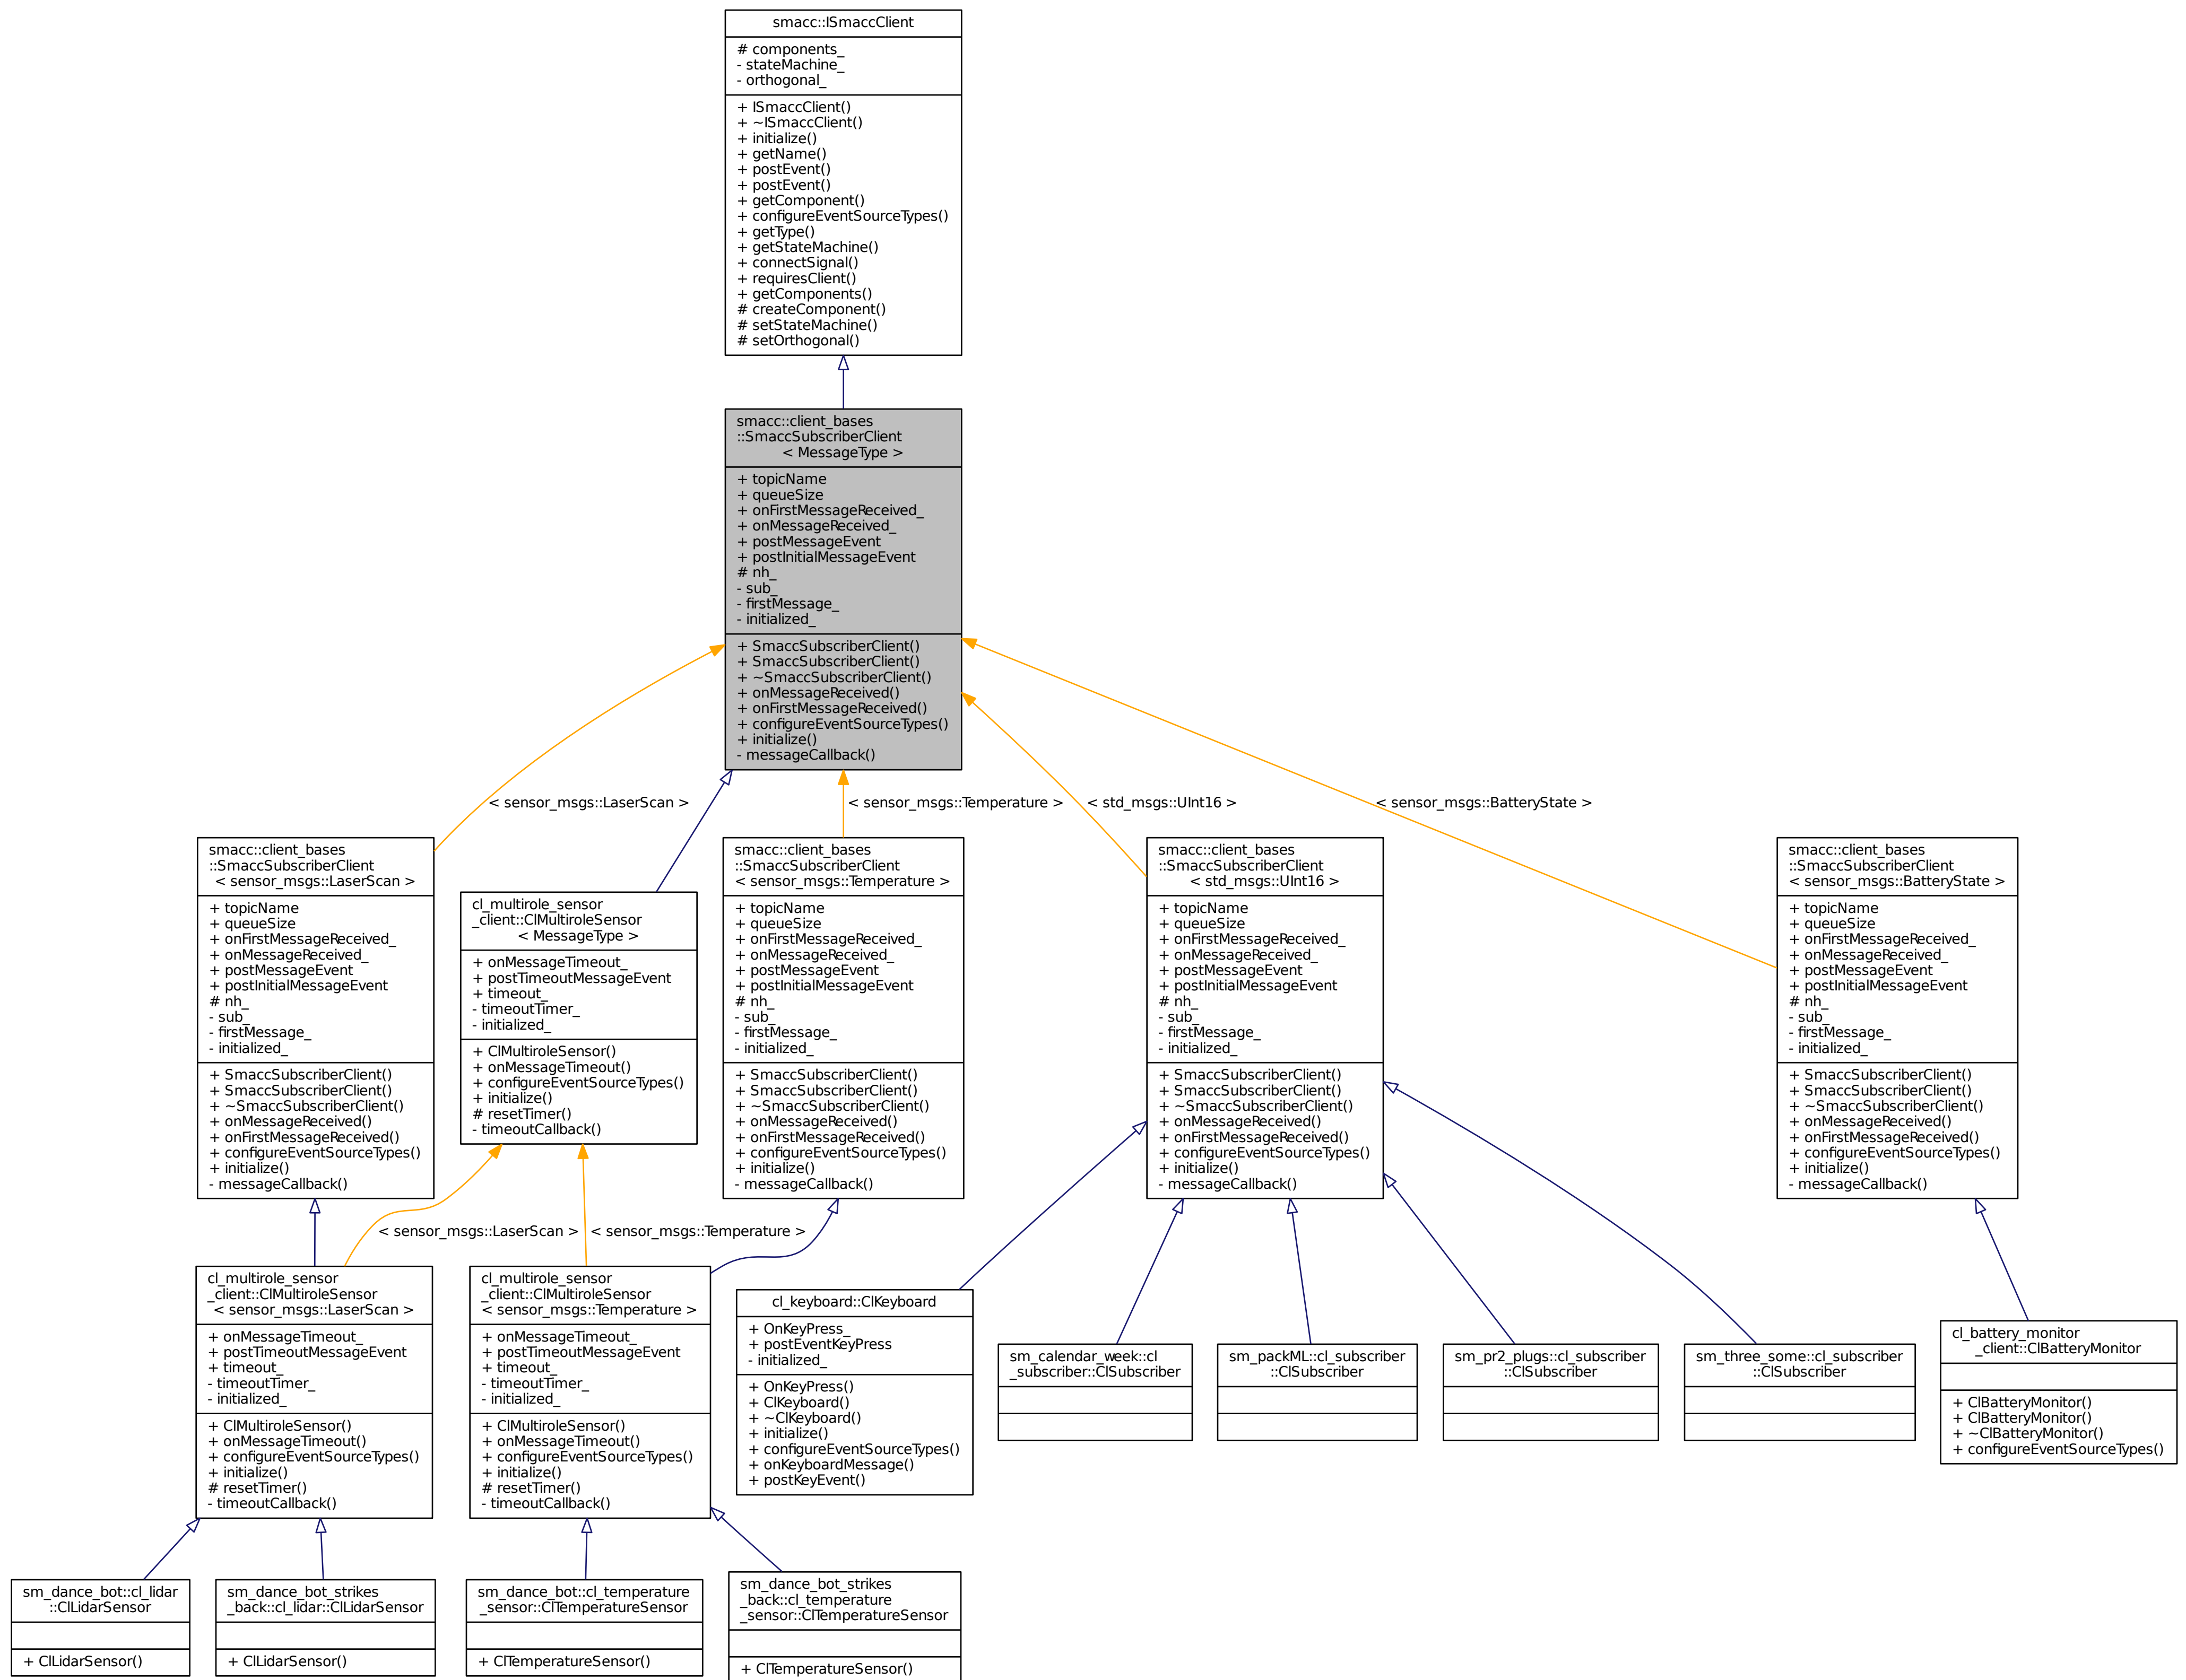 smacc::ISmaccClient
# components_
- stateMachine_
- orthogonal_
+ ISmaccClient()
+ ~ISmaccClient()
+ initialize()
+ getName()
+ postEvent()
+ postEvent()
+ getComponent()
+ configureEventSourceTypes()
+ getType()
+ getStateMachine()
+ connectSignal()
+ requiresClient()
+ getComponents()
# createComponent()
# setStateMachine()
# setOrthogonal()
smacc::client_bases
::SmaccSubscriberClient
< MessageType >
+ topicName
+ queueSize
+ onFirstMessageReceived_
+ onMessageReceived_
+ postMessageEvent
+ postInitialMessageEvent
# nh_
- sub_
- firstMessage_
- initialized_
+ SmaccSubscriberClient()
+ SmaccSubscriberClient()
+ ~SmaccSubscriberClient()
+ onMessageReceived()
+ onFirstMessageReceived()
+ configureEventSourceTypes()
+ initialize()
- messageCallback()
< sensor_msgs::LaserScan >
< sensor_msgs::Temperature >
< std_msgs::UInt16 >
< sensor_msgs::BatteryState >
smacc::client_bases
::SmaccSubscriberClient
< sensor_msgs::LaserScan >
+ topicName
+ queueSize
+ onFirstMessageReceived_
+ onMessageReceived_
+ postMessageEvent
+ postInitialMessageEvent
# nh_
- sub_
- firstMessage_
- initialized_
+ SmaccSubscriberClient()
+ SmaccSubscriberClient()
+ ~SmaccSubscriberClient()
+ onMessageReceived()
+ onFirstMessageReceived()
+ configureEventSourceTypes()
+ initialize()
- messageCallback()
cl_multirole_sensor
_client::ClMultiroleSensor
< MessageType >
+ onMessageTimeout_
+ postTimeoutMessageEvent
+ timeout_
- timeoutTimer_
- initialized_
+ ClMultiroleSensor()
+ onMessageTimeout()
+ configureEventSourceTypes()
+ initialize()
# resetTimer()
- timeoutCallback()
smacc::client_bases
::SmaccSubscriberClient
< sensor_msgs::Temperature >
+ topicName
+ queueSize
+ onFirstMessageReceived_
+ onMessageReceived_
+ postMessageEvent
+ postInitialMessageEvent
# nh_
- sub_
- firstMessage_
- initialized_
+ SmaccSubscriberClient()
+ SmaccSubscriberClient()
+ ~SmaccSubscriberClient()
+ onMessageReceived()
+ onFirstMessageReceived()
+ configureEventSourceTypes()
+ initialize()
- messageCallback()
smacc::client_bases
::SmaccSubscriberClient
< std_msgs::UInt16 >
+ topicName
+ queueSize
+ onFirstMessageReceived_
+ onMessageReceived_
+ postMessageEvent
+ postInitialMessageEvent
# nh_
- sub_
- firstMessage_
- initialized_
+ SmaccSubscriberClient()
+ SmaccSubscriberClient()
+ ~SmaccSubscriberClient()
+ onMessageReceived()
+ onFirstMessageReceived()
+ configureEventSourceTypes()
+ initialize()
- messageCallback()
smacc::client_bases
::SmaccSubscriberClient
< sensor_msgs::BatteryState >
+ topicName
+ queueSize
+ onFirstMessageReceived_
+ onMessageReceived_
+ postMessageEvent
+ postInitialMessageEvent
# nh_
- sub_
- firstMessage_
- initialized_
+ SmaccSubscriberClient()
+ SmaccSubscriberClient()
+ ~SmaccSubscriberClient()
+ onMessageReceived()
+ onFirstMessageReceived()
+ configureEventSourceTypes()
+ initialize()
- messageCallback()
< sensor_msgs::LaserScan >
< sensor_msgs::Temperature >
cl_multirole_sensor
_client::ClMultiroleSensor
< sensor_msgs::LaserScan >
+ onMessageTimeout_
+ postTimeoutMessageEvent
+ timeout_
- timeoutTimer_
- initialized_
+ ClMultiroleSensor()
+ onMessageTimeout()
+ configureEventSourceTypes()
+ initialize()
# resetTimer()
- timeoutCallback()
cl_multirole_sensor
_client::ClMultiroleSensor
< sensor_msgs::Temperature >
+ onMessageTimeout_
+ postTimeoutMessageEvent
+ timeout_
- timeoutTimer_
- initialized_
+ ClMultiroleSensor()
+ onMessageTimeout()
+ configureEventSourceTypes()
+ initialize()
# resetTimer()
- timeoutCallback()
cl_keyboard::ClKeyboard
+ OnKeyPress_
+ postEventKeyPress
- initialized_
+ OnKeyPress()
+ ClKeyboard()
+ ~ClKeyboard()
+ initialize()
+ configureEventSourceTypes()
+ onKeyboardMessage()
+ postKeyEvent()
sm_calendar_week::cl
_subscriber::ClSubscriber
sm_packML::cl_subscriber
::ClSubscriber
sm_pr2_plugs::cl_subscriber
::ClSubscriber
sm_three_some::cl_subscriber
::ClSubscriber
cl_battery_monitor
_client::ClBatteryMonitor
+ ClBatteryMonitor()
+ ClBatteryMonitor()
+ ~ClBatteryMonitor()
+ configureEventSourceTypes()
sm_dance_bot::cl_lidar
::ClLidarSensor
+ ClLidarSensor()
sm_dance_bot_strikes
_back::cl_lidar::ClLidarSensor
+ ClLidarSensor()
sm_dance_bot::cl_temperature
_sensor::ClTemperatureSensor
+ ClTemperatureSensor()
sm_dance_bot_strikes
_back::cl_temperature
_sensor::ClTemperatureSensor
+ ClTemperatureSensor()